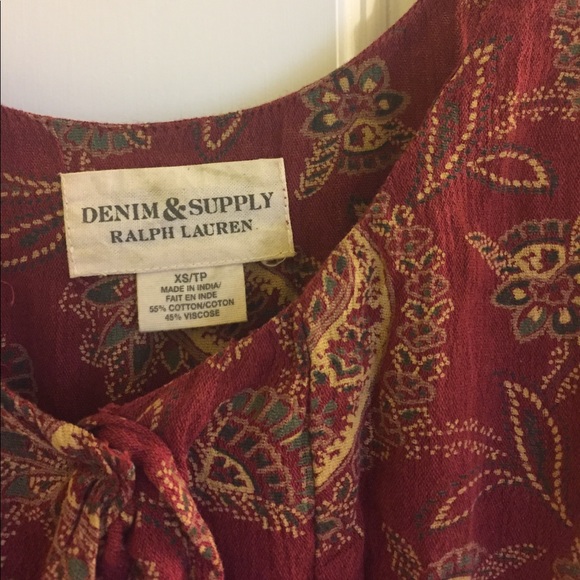 DENIM & SUPPLY
RALPH LAUREN
XS/TP
MADE IN INDIA/
FAIT EN INDE
55% COTTON/COTON
45% VISCOSE